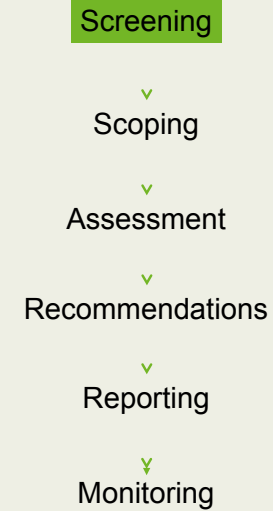 Screening
Scoping
Assessment
Recommendations
Reporting
Monitoring